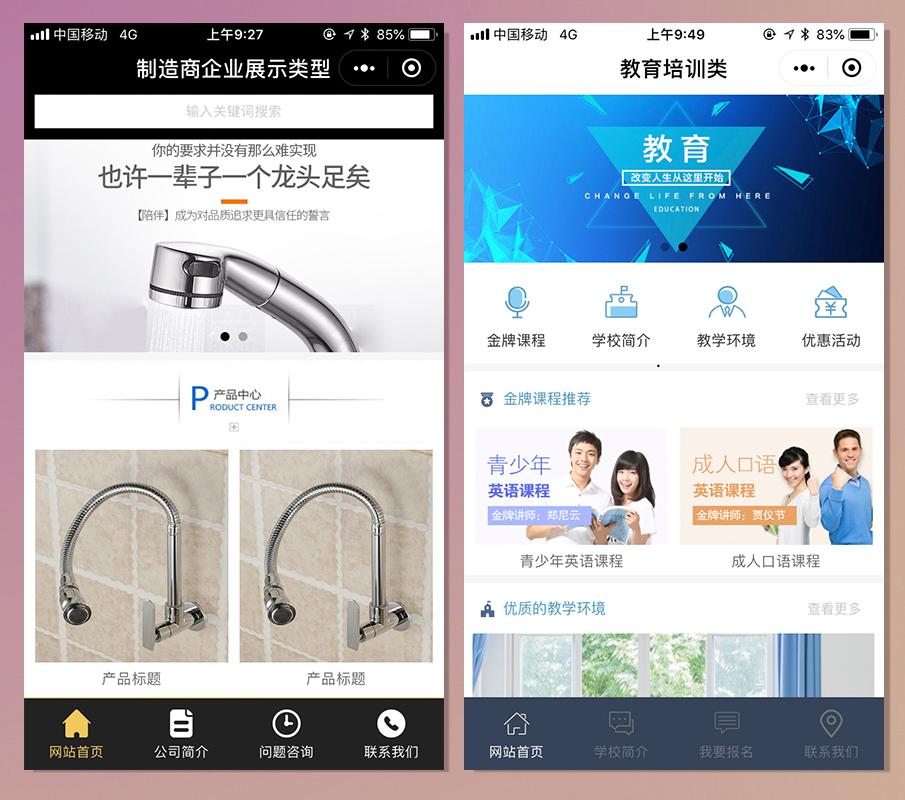 中国移动 4G 上午9:27 85%
制造商企业展示类型
输入关键词搜索
你的要求并没有那么难实现
也许一辈子一个龙头足矣
【陪伴】成为对品质追求更具信任的誓言
P 产品中心
RODUCT CENTER
产品标题 产品标题
网站首页 公司简介 问题咨询 联系我们
中国移动 4G 上午9:49 83%
教育培训类
教育
改变人生从这里开始
CHANGE LIFE FROM HERE
EDUCATION
金牌课程 学校简介 教学环境 优惠活动
金牌课程推荐 查看更多
青少年
英语课程
金牌讲师：郑尼云
成人口语
英语课程
金牌讲师：贾仪节
青少年英语课程 成人口语课程
优质的教学环境 查看更多
网站首页 学校简介 我要报名 联系我们